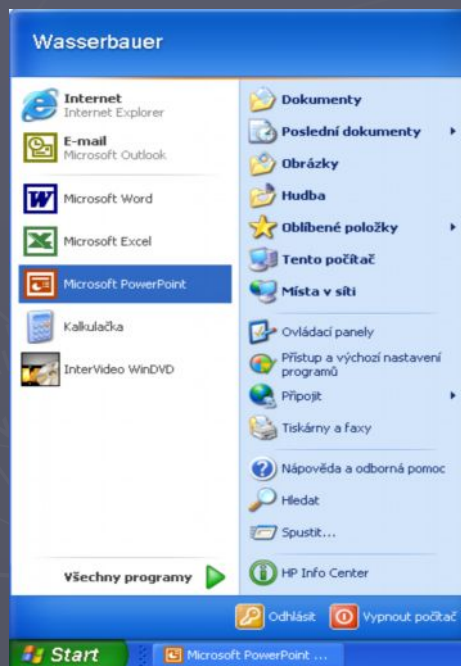 Wasserbauer
Internet
Internet Explorer
E-mail
Microsoft Outlook
Microsoft Word
Microsoft Excel
Microsoft PowerPoint
Kalkulačka
InterVideo WinDVD
Všechny programy
Dokumenty
Poslední dokumenty
Obrázky
Hudba
Oblíbené položky
Tento počítač
Místa v síti
Ovládací panely
Přístup a výchozí nastavení
programů
Připojit
Tiskárny a faxy
Nápověda a odborná pomoc
Hledat
Spustit...
HP Info Center
Odhlásit
Vypnout počítač
Start
Microsoft PowerPoint ...